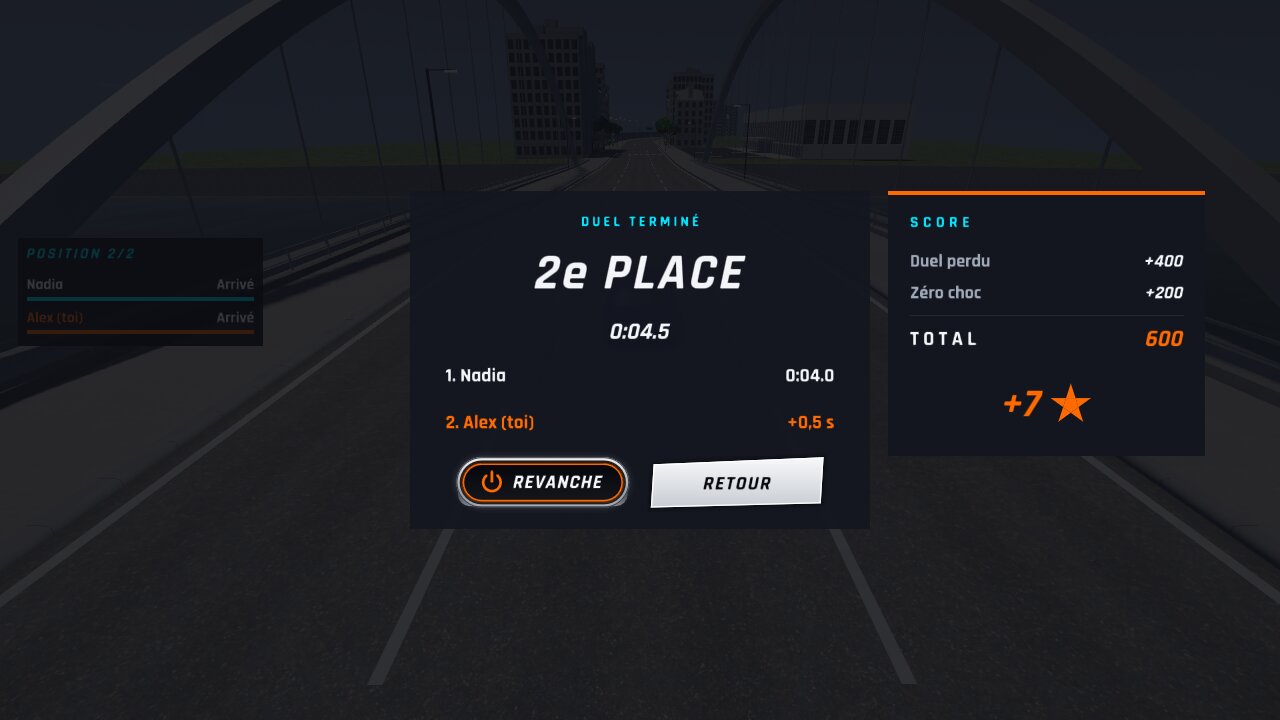 POSITION 2/2
Nadia Arrivé
Alex (toi) Arrivé
DUEL TERMINÉ
2e PLACE
0:04.5
1. Nadia 0:04.0
2. Alex (toi) +0,5 s
REVANCHE
RETOUR
SCORE
Duel perdu +400
Zéro choc +200
TOTAL 600
+7